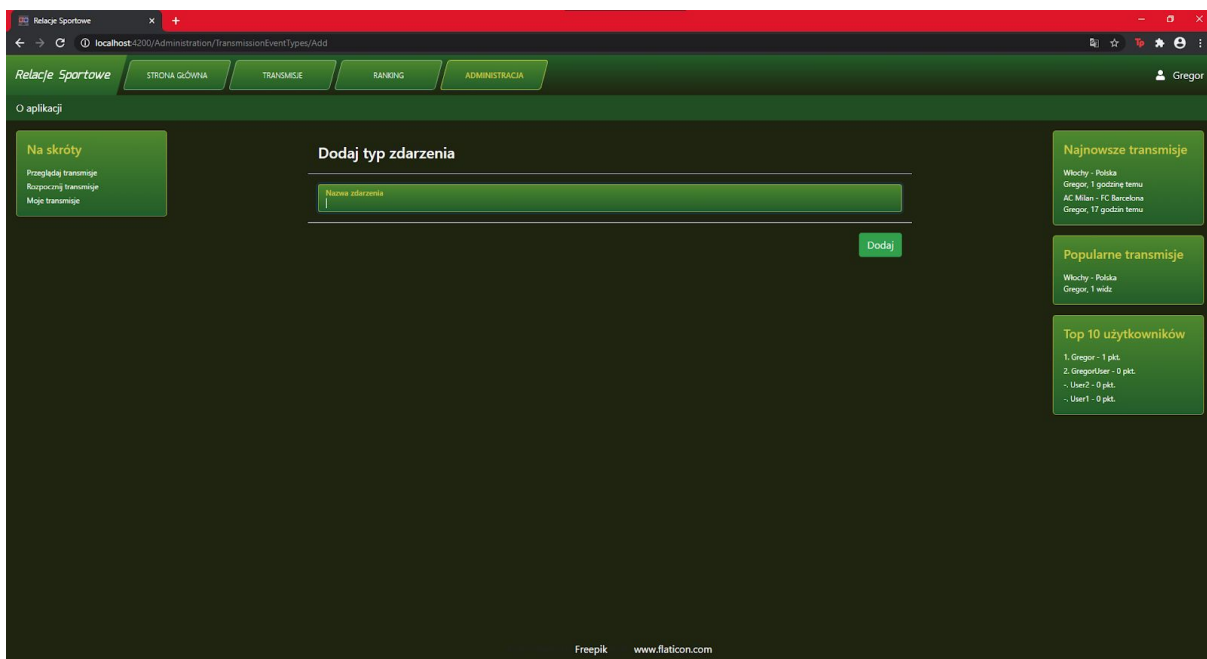 Relacje Sportowe
localhost:4200/Administration/TransmissionEventTypes/Add
Tp
Relacje Sportowe
STRONA GŁÓWNA
TRANSMISJE
RANKING
ADMINISTRACJA
Gregor
O aplikacji
Na skróty
Przeglądaj transmisje
Rozpocznij transmisje
Moje transmisje
Dodaj typ zdarzenia
Nazwa zdarzenia
Dodaj
Najnowsze transmisje
Włochy - Polska
Gregor, 1 godzinę temu
AC Milan - FC Barcelona
Gregor, 17 godzin temu
Popularne transmisje
Włochy - Polska
Gregor, 1 widz
Top 10 użytkowników
1. Gregor - 1 pkt.
2. GregorUser - 0 pkt.
-. User2 - 0 pkt.
-. User1 - 0 pkt.
Freepik www.flaticon.com